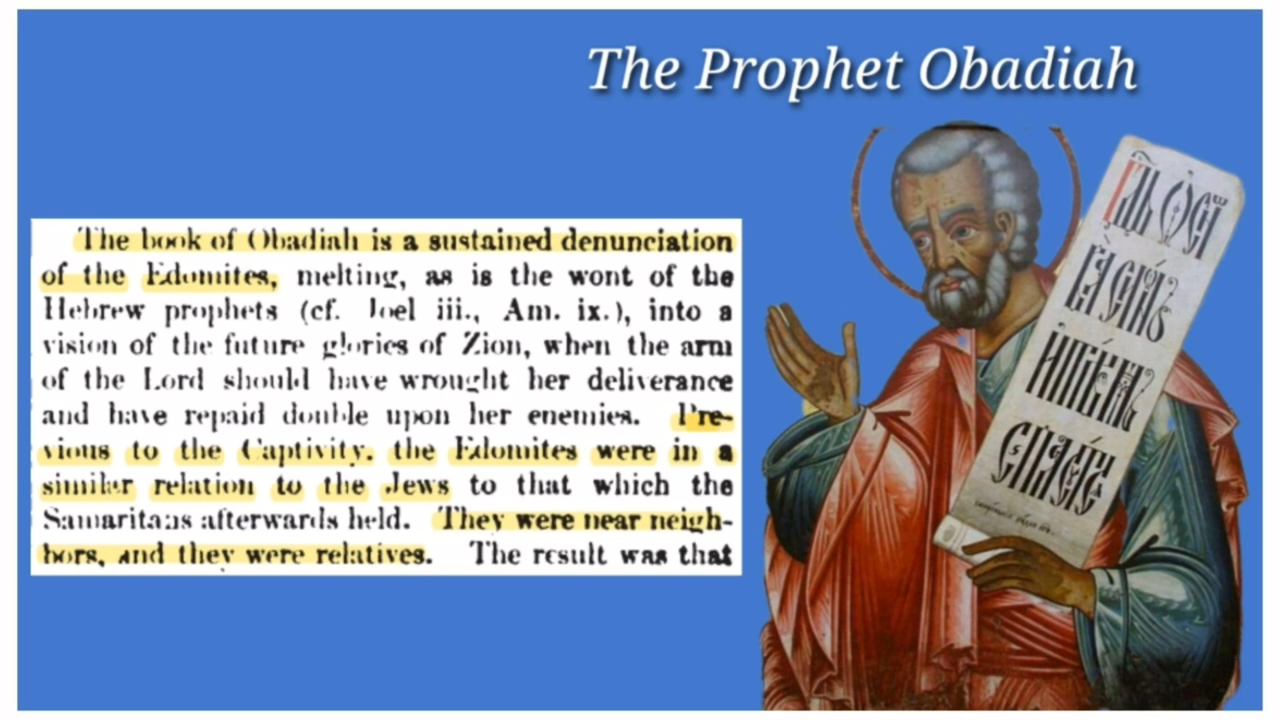 The Prophet Obadiah
The book of Obadiah is a sustained denunciation
of the Edomites, melting, as is the wont of the
Hebrew prophets (cf. Joel iii., Am. ix.), into a
vision of the future glories of Zion, when the arm
of the Lord should have wrought her deliverance
and have repaid double upon her enemies. Pre-
vious to the Captivity, the Edomites were in a
similar relation to the Jews to that which the
Samaritans afterwards held. They were near neigh-
bors, and they were relatives. The result was that